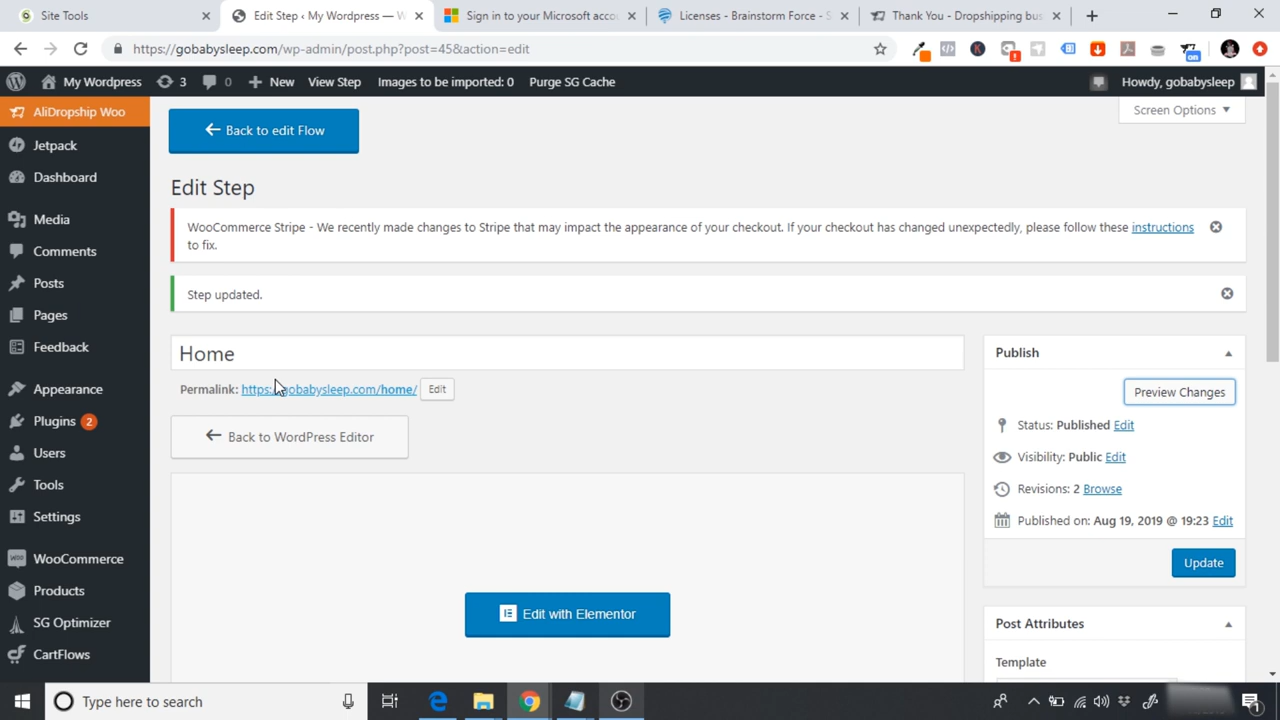 Site Tools
Edit Step ‹ My Wordpress — W
Sign in to your Microsoft accou
Licenses - Brainstorm Force - S
Thank You - Dropshipping bus
https://gobabysleep.com/wp-admin/post.php?post=45&action=edit
My Wordpress
3
0
New
View Step
Images to be imported: 0
Purge SG Cache
Howdy, gobabysleep
AliDropship Woo
Jetpack
Dashboard
Media
Comments
Posts
Pages
Feedback
Appearance
Plugins 2
Users
Tools
Settings
WooCommerce
Products
SG Optimizer
CartFlows
Screen Options
Back to edit Flow
Edit Step
WooCommerce Stripe - We recently made changes to Stripe that may impact the appearance of your checkout. If your checkout has changed unexpectedly, please follow these instructions
to fix.
Step updated.
Home
Permalink: https://gobabysleep.com/home/ Edit
Back to WordPress Editor
Edit with Elementor
Publish
Preview Changes
Status: Published Edit
Visibility: Public Edit
Revisions: 2 Browse
Published on: Aug 19, 2019 @ 19:23 Edit
Update
Post Attributes
Template
Type here to search